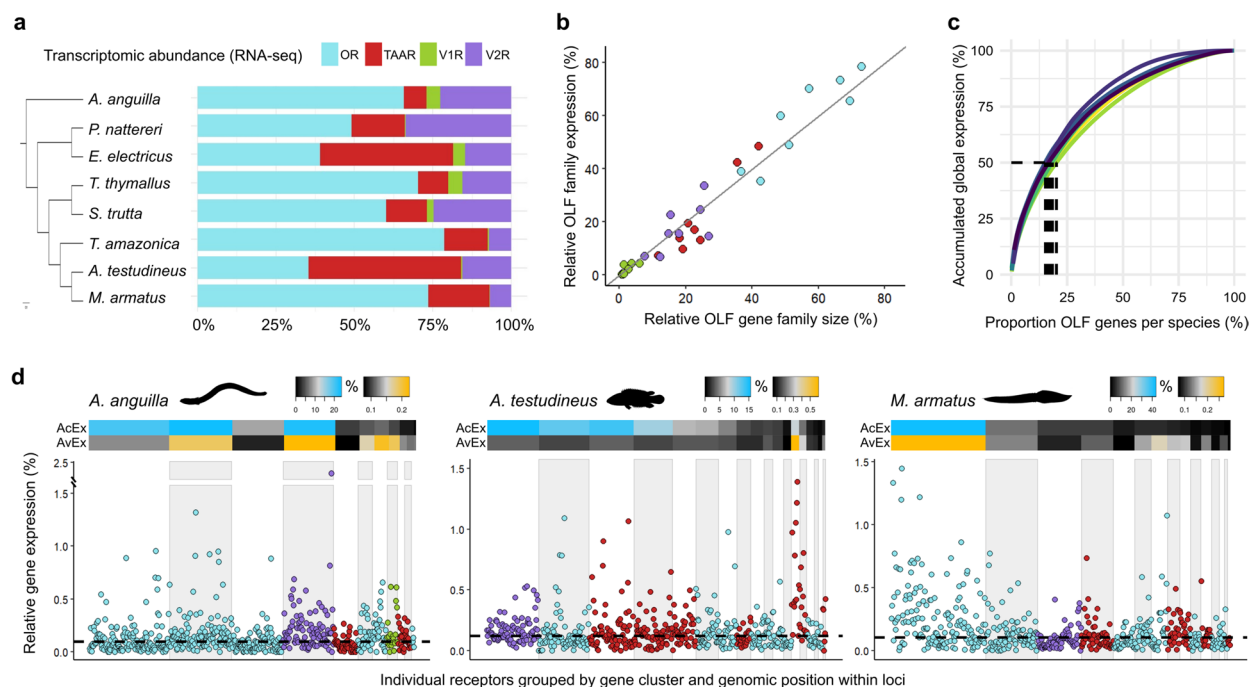 a
Transcriptomic abundance (RNA-seq) OR TAAR V1R V2R
A. anguilla
P. nattereri
E. electricus
T. thymallus
S. trutta
T. amazonica
A. testudineus
M. armatus
0% 25% 50% 75% 100%
b
Relative OLF family expression (%)
80
60
40
20
0
0 20 40 60 80
Relative OLF gene family size (%)
c
Accumulated global expression (%)
100
75
50
25
0
0 25 50 75 100
Proportion OLF genes per species (%)
d
A. anguilla
%
0 10 20 0.1 0.2
AcEx
AvEx
Relative gene expression (%)
2.5
1.5
1.0
0.5
0.0
A. testudineus
%
0 5 10 15 0.1 0.3 0.5
AcEx
AvEx
1.5
1.0
0.5
0.0
M. armatus
%
0 20 40 0.1 0.2
AcEx
AvEx
1.5
1.0
0.5
0.0
Individual receptors grouped by gene cluster and genomic position within loci